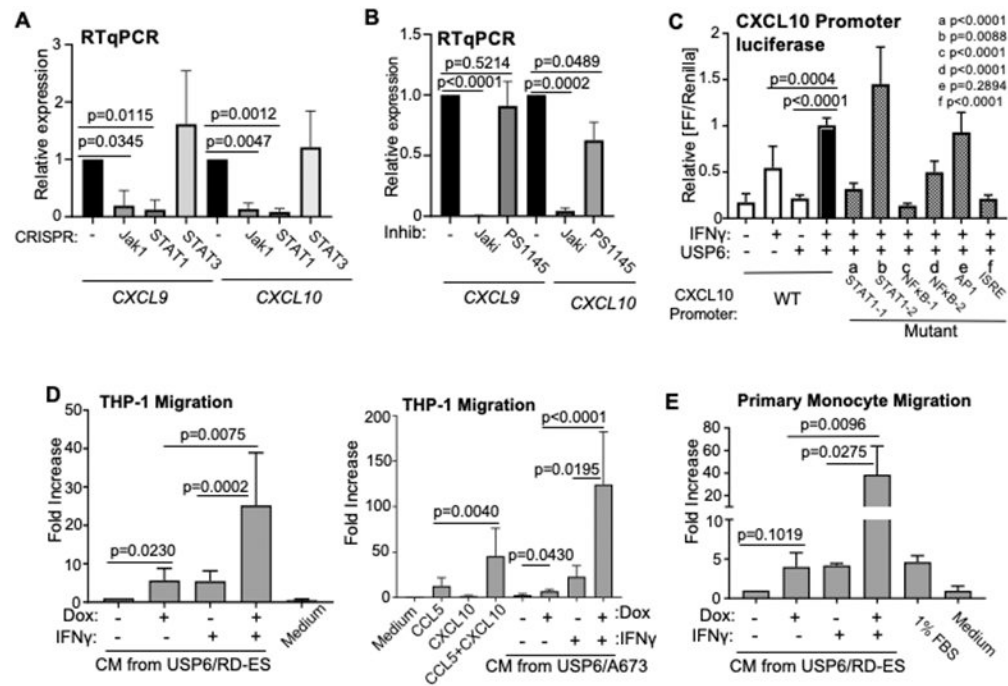 A
RTqPCR
Relative expression
3
2
1
0
p=0.0115
p=0.0345
p=0.0012
p=0.0047
CRISPR: - Jak1 STAT1 STAT3 - Jak1 STAT1 STAT3
CXCL9 CXCL10
B
RTqPCR
Relative expression
1.0
0.5
0.0
p=0.5214
p<0.0001
p=0.0489
p=0.0002
Inhib: - Jaki PS1145 - Jaki PS1145
CXCL9 CXCL10
C
CXCL10 Promoter
luciferase
a p<0.0001
b p=0.0088
c p<0.0001
d p<0.0001
e p=0.2894
f p<0.0001
Relative [FF/Renilla]
2
1.5
1
0.5
0
p=0.0004
p<0.0001
IFNγ: - + - + + + + + + +
USP6: - - + + + + + + + +
a b c d e f
STAT1-1 STAT1-2 NFκB-1 NFκB-2 AP1 ISRE
CXCL10
Promoter:
WT
Mutant
D
THP-1 Migration
Fold Increase
50
40
30
20
10
0
p=0.0075
p=0.0002
p=0.0230
Dox: - + - +
IFNγ: - - + + Medium
CM from USP6/RD-ES
THP-1 Migration
Fold Increase
200
150
100
50
0
p<0.0001
p=0.0195
p=0.0040
p=0.0430
- + - + :Dox
- - + + :IFNγ
Medium CCL5 CXCL10 CCL5+CXCL10
CM from USP6/A673
E
Primary Monocyte Migration
Fold Increase
80
60
40
20
10
5
0
p=0.0096
p=0.0275
p=0.1019
Dox: - + - +
IFNγ: - - + + 1% FBS Medium
CM from USP6/RD-ES